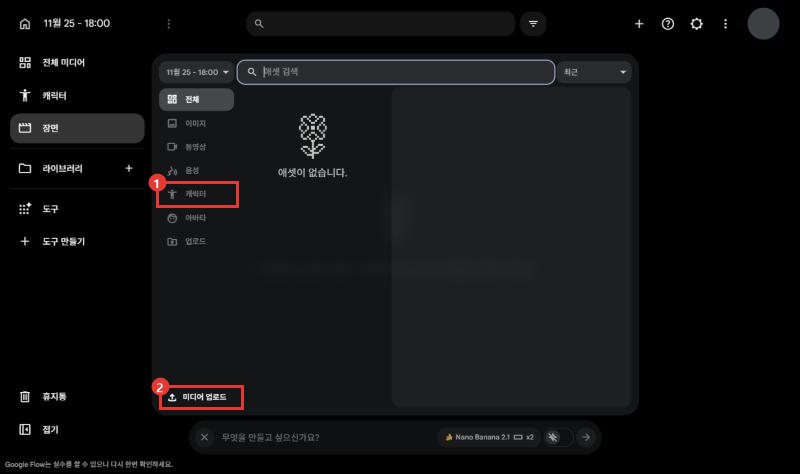 11월 25 - 18:00
전체 미디어
캐릭터
장면
라이브러리
도구
도구 만들기
휴지통
접기
11월 25 - 18:00
애셋 검색
최근
전체
이미지
동영상
음성
1
캐릭터
아바타
업로드
애셋이 없습니다.
2
미디어 업로드
무엇을 만들고 싶으신가요?
Nano Banana 2.1 x2
Google Flow는 실수를 할 수 있으니 다시 한번 확인하세요.